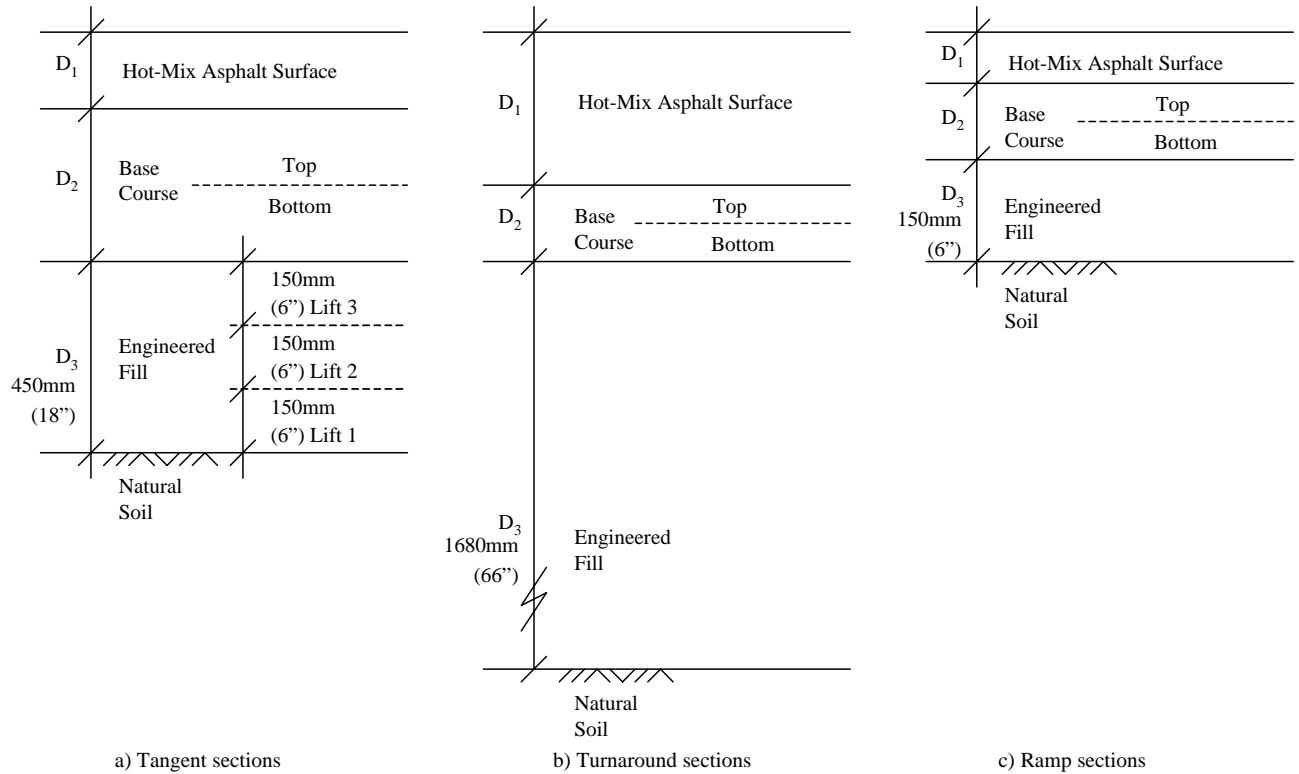 D₁
Hot-Mix Asphalt Surface
D₂
Base
Course
Top
Bottom
D₃
450mm
(18”)
Engineered
Fill
150mm
(6”) Lift 3
150mm
(6”) Lift 2
150mm
(6”) Lift 1
Natural
Soil
a) Tangent sections
D₁
Hot-Mix Asphalt Surface
D₂
Base
Course
Top
Bottom
D₃
1680mm
(66”)
Engineered
Fill
Natural
Soil
b) Turnaround sections
D₁
Hot-Mix Asphalt Surface
D₂
Base
Course
Top
Bottom
D₃
150mm
(6”)
Engineered
Fill
Natural
Soil
c) Ramp sections